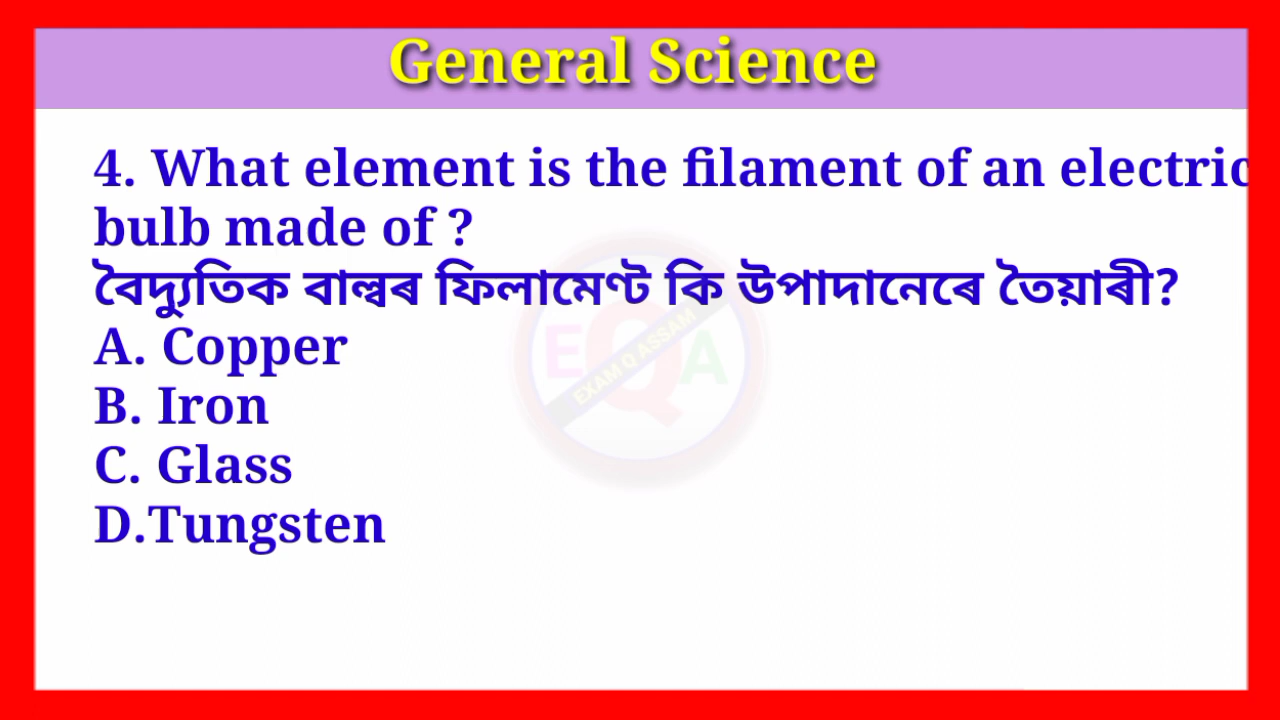 General Science
4. What element is the filament of an electric
bulb made of ?
বৈদ্যুতিক বাল্বৰ ফিলামেণ্ট কি উপাদানেৰে তৈয়াৰী?
A. Copper
B. Iron
C. Glass
D.Tungsten
EQA
EXAM Q ASSAM